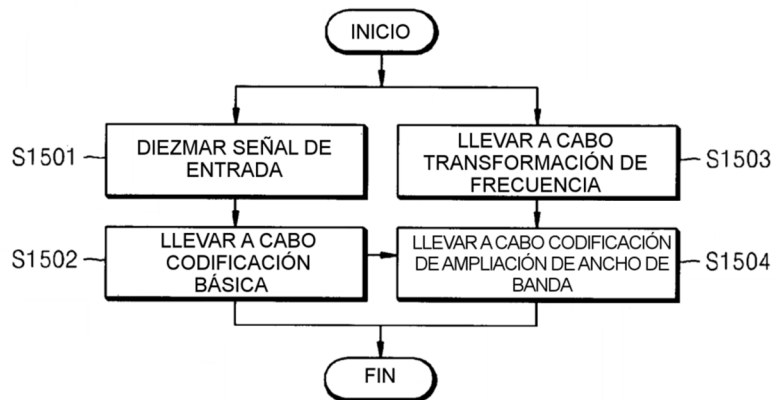 INICIO
S1501
DIEZMAR SEÑAL DE
ENTRADA
LLEVAR A CABO
TRANSFORMACIÓN DE
FRECUENCIA
S1503
S1502
LLEVAR A CABO
CODIFICACIÓN
BÁSICA
LLEVAR A CABO CODIFICACIÓN
DE AMPLIACIÓN DE ANCHO DE
BANDA
S1504
FIN